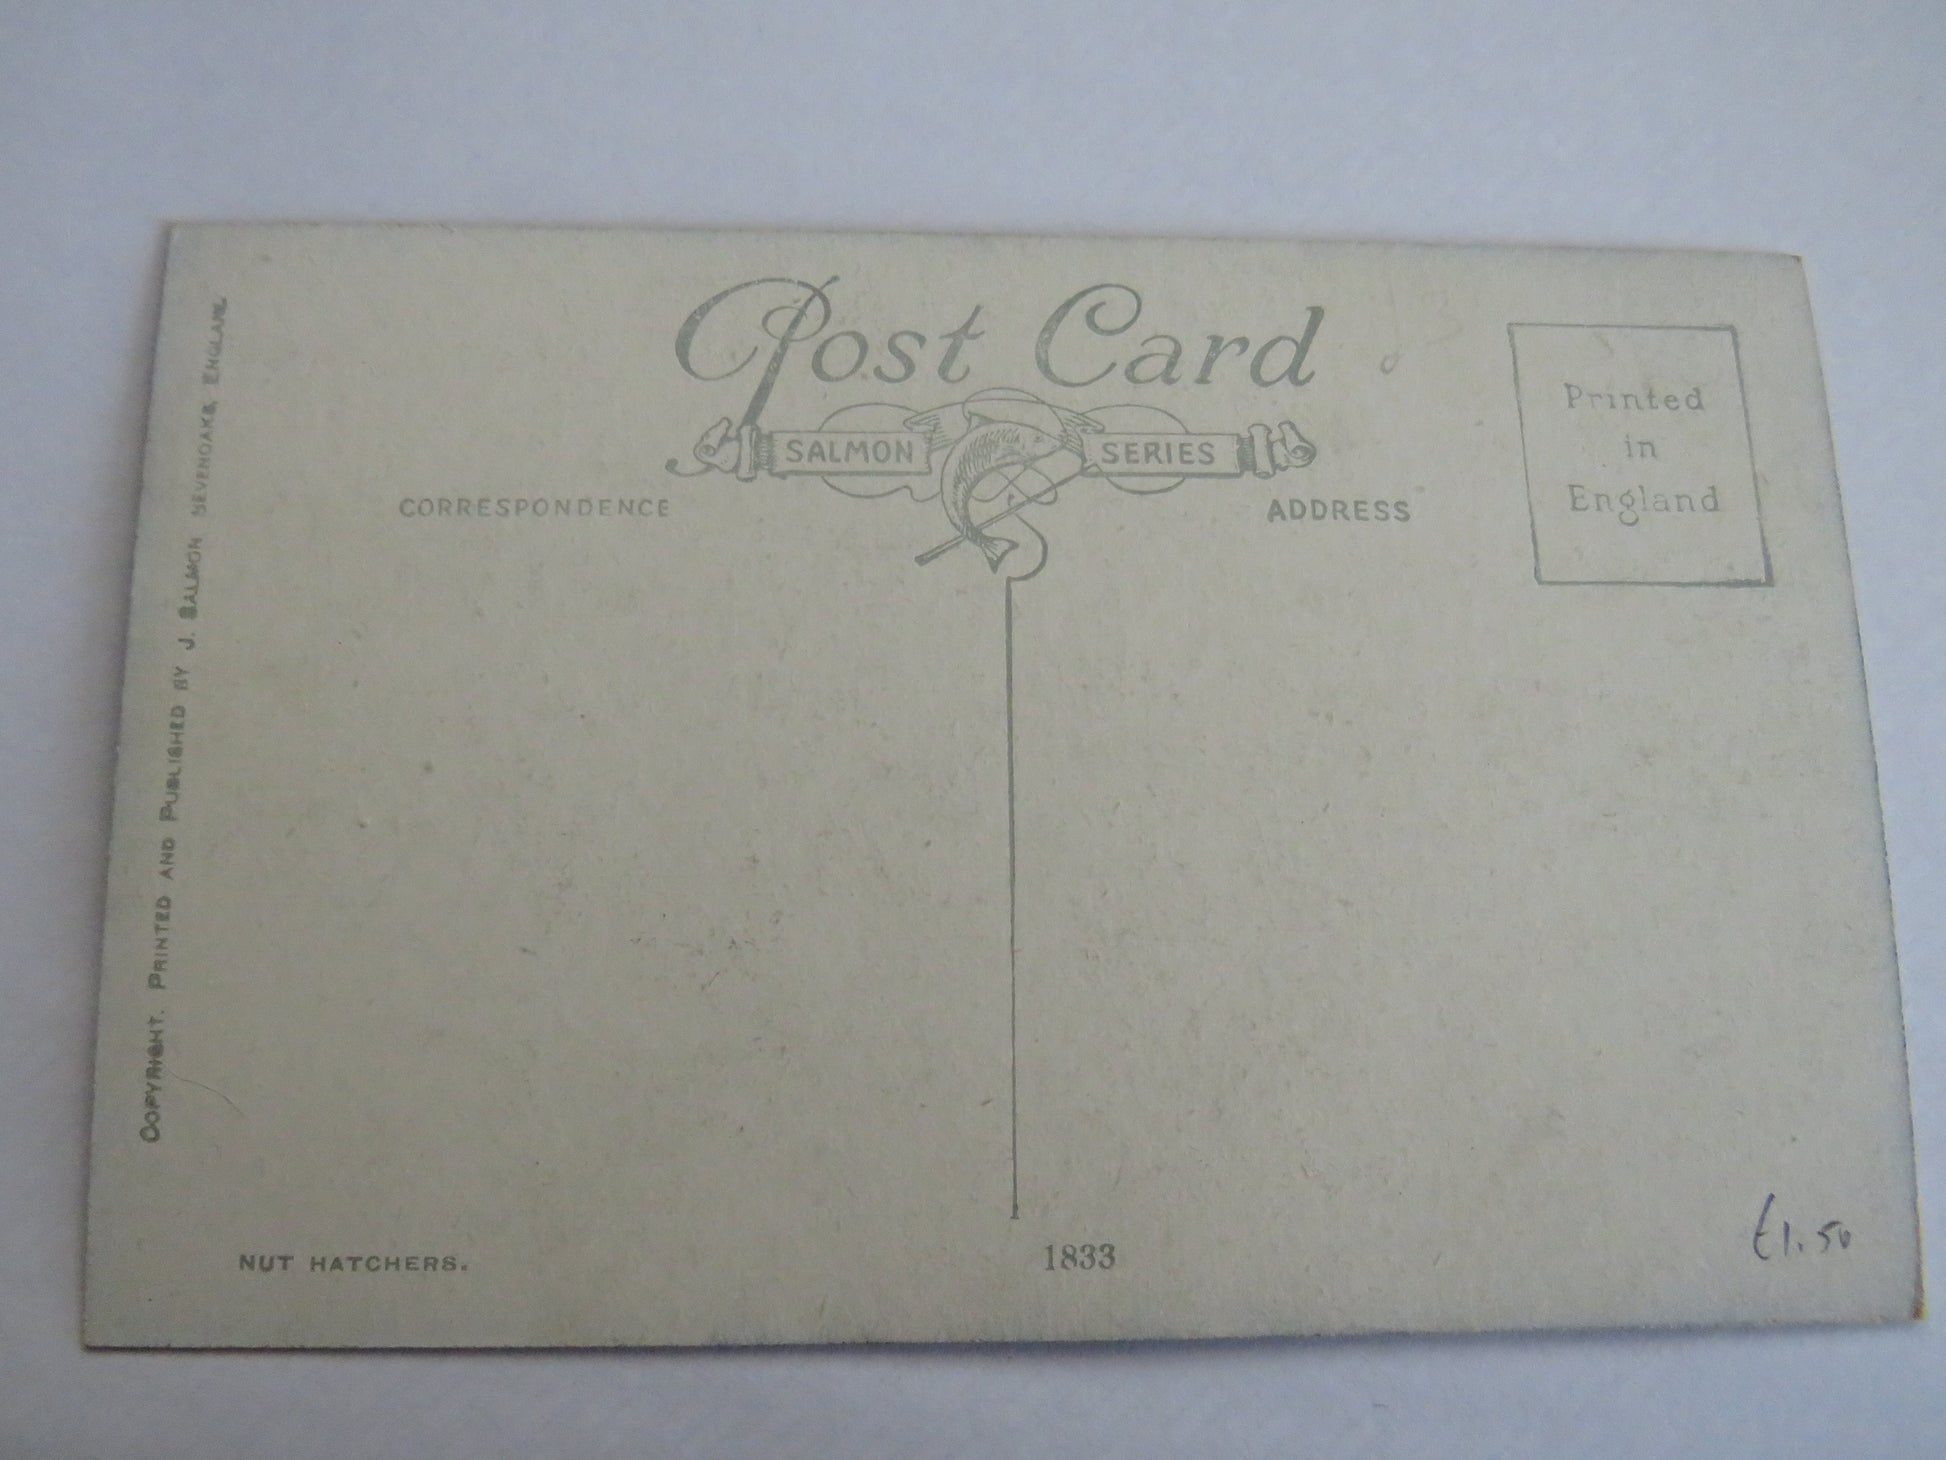 Post Card
SALMON SERIES
CORRESPONDENCE
ADDRESS
Printed
in
England
COPYRIGHT. PRINTED AND PUBLISHED BY J. SALMON SEVENOAKS, ENGLAND.
NUT HATCHERS.
1833
£1.50